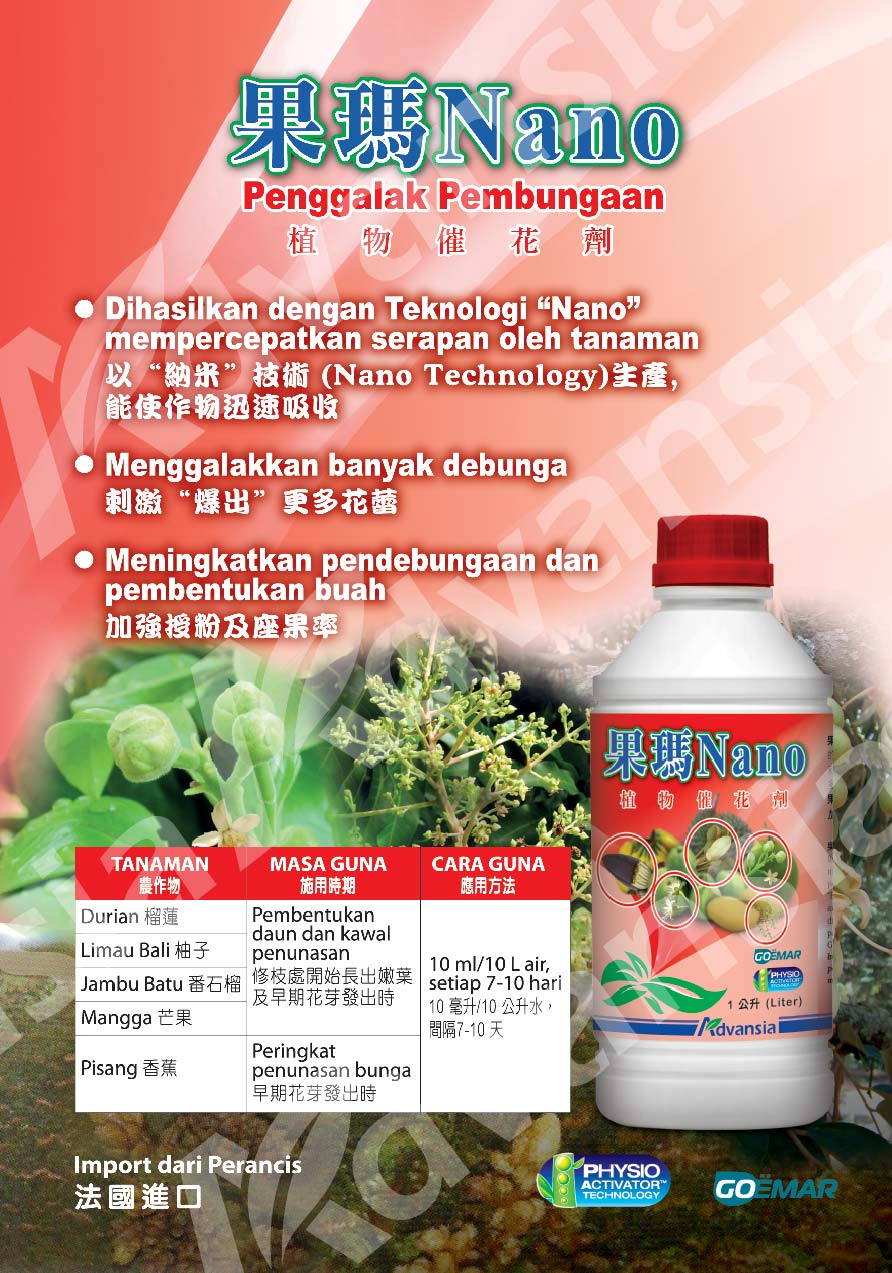 果瑪Nano
Penggalak Pembungaan
植物催花劑
● Dihasilkan dengan Teknologi “Nano”
mempercepatkan serapan oleh tanaman
以“納米”技術 (Nano Technology)生產,
能使作物迅速吸收
● Menggalakkan banyak debunga
刺激“爆出”更多花蕾
● Meningkatkan pendebungaan dan
pembentukan buah
加強授粉及座果率
果瑪Nano
植物催花劑
GOËMAR
PHYSIO
ACTIVATOR™
TECHNOLOGY
1 公升 (Liter)
Advansia
TANAMAN
農作物
MASA GUNA
施用時期
CARA GUNA
應用方法
Durian 榴蓮
Limau Bali 柚子
Jambu Batu 番石榴
Mangga 芒果
Pembentukan
daun dan kawal
penunasan
修枝處開始長出嫩葉
及早期花芽發出時
10 ml/10 L air,
setiap 7-10 hari
10 毫升/10 公升水，
間隔7-10 天
Pisang 香蕉
Peringkat
penunasan bunga
早期花芽發出時
Import dari Perancis
法國進口
PHYSIO
ACTIVATOR™
TECHNOLOGY
GOËMAR
Advansia
Advansia
Advansia